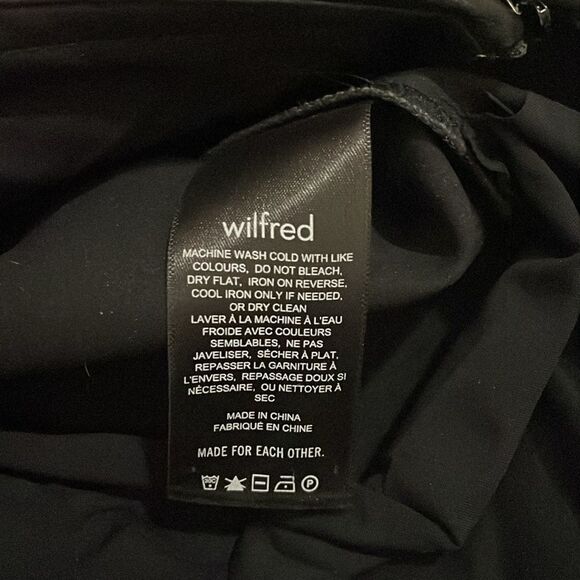 wilfred
MACHINE WASH COLD WITH LIKE
COLOURS, DO NOT BLEACH,
DRY FLAT, IRON ON REVERSE,
COOL IRON ONLY IF NEEDED,
OR DRY CLEAN
LAVER À LA MACHINE À L'EAU
FROIDE AVEC COULEURS
SEMBLABLES, NE PAS
JAVELISER, SÉCHER À PLAT,
REPASSER LA GARNITURE À
L'ENVERS, REPASSAGE DOUX SI
NÉCESSAIRE, OU NETTOYER À
SEC
MADE IN CHINA
FABRIQUÉ EN CHINE
MADE FOR EACH OTHER.
P